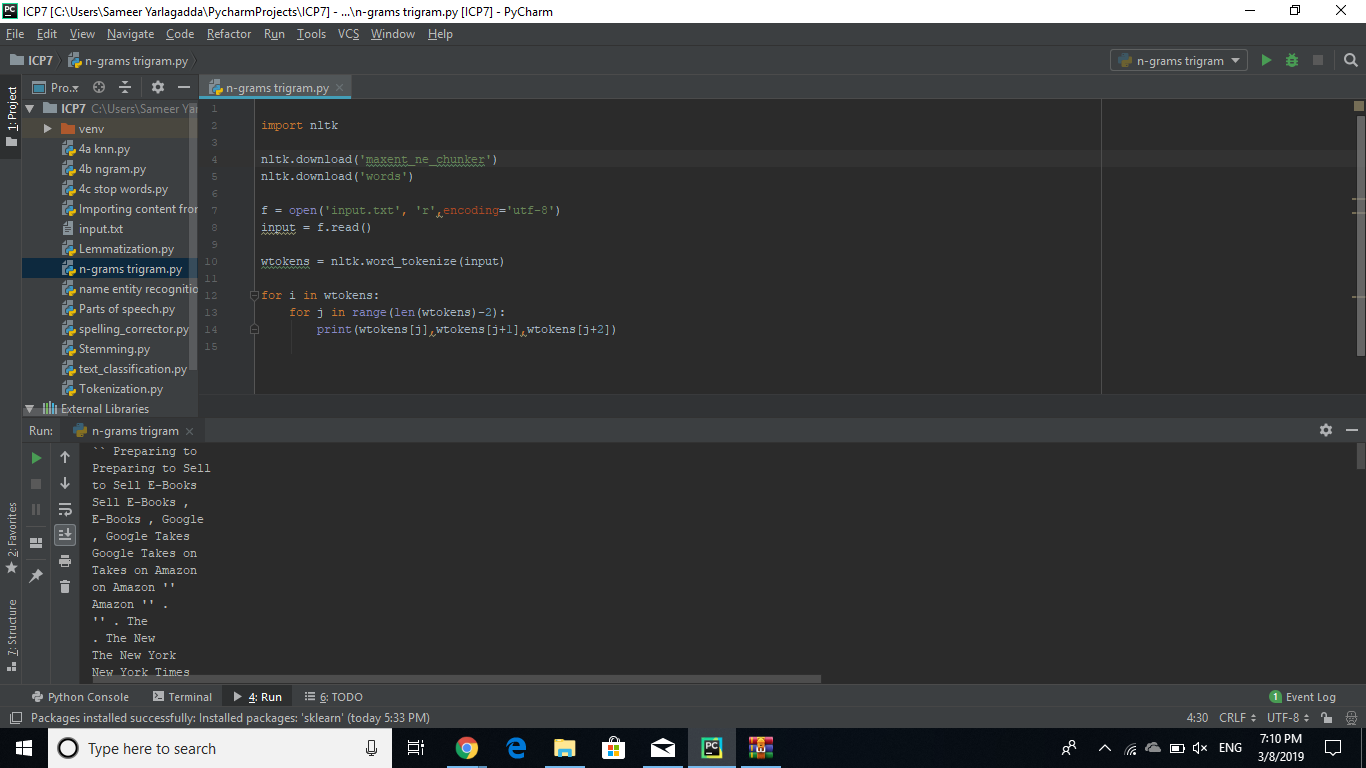 ICP7 [C:\Users\Sameer Yarlagadda\PycharmProjects\ICP7] - ...\n-grams trigram.py [ICP7] - PyCharm
File Edit View Navigate Code Refactor Run Tools VCS Window Help
ICP7 n-grams trigram.py
n-grams trigram
1: Project
Pro..
n-grams trigram.py
ICP7 C:\Users\Sameer Yar
venv
4a knn.py
4b ngram.py
4c stop words.py
Importing content fror
input.txt
Lemmatization.py
n-grams trigram.py
name entity recognitio
Parts of speech.py
spelling_corrector.py
Stemming.py
text_classification.py
Tokenization.py
External Libraries
1
2 import nltk
3
4 nltk.download('maxent_ne_chunker')
5 nltk.download('words')
6
7 f = open('input.txt', 'r',encoding='utf-8')
8 input = f.read()
9
10 wtokens = nltk.word_tokenize(input)
11
12 for i in wtokens:
13 for j in range(len(wtokens)-2):
14 print(wtokens[j],wtokens[j+1],wtokens[j+2])
15
Run: n-grams trigram
`` Preparing to
Preparing to Sell
to Sell E-Books
Sell E-Books ,
E-Books , Google
, Google Takes
Google Takes on
Takes on Amazon
on Amazon ''
Amazon '' .
'' . The
. The New
The New York
New York Times
2: Favorites
7: Structure
Python Console Terminal 4: Run 6: TODO
1 Event Log
Packages installed successfully: Installed packages: 'sklearn' (today 5:33 PM)
4:30 CRLF UTF-8
Type here to search
ENG
7:10 PM
3/8/2019